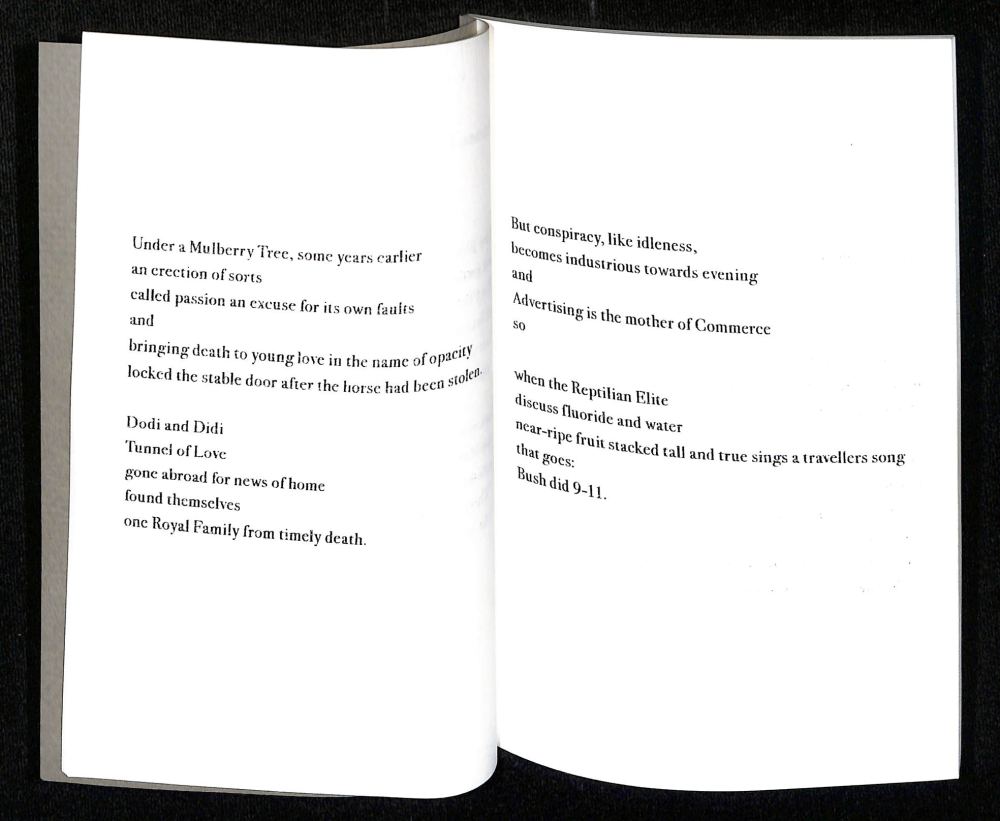 Under a Mulberry Tree, some years earlier
an erection of sorts
called passion an excuse for its own faults
and
bringing death to young love in the name of opacity
locked the stable door after the horse had been stolen.
Dodi and Didi
Tunnel of Love
gone abroad for news of home
found themselves
one Royal Family from timely death.
But conspiracy, like idleness,
becomes industrious towards evening
and
Advertising is the mother of Commerce
so
when the Reptilian Elite
discuss fluoride and water
near-ripe fruit stacked tall and true sings a travellers song
that goes:
Bush did 9-11.